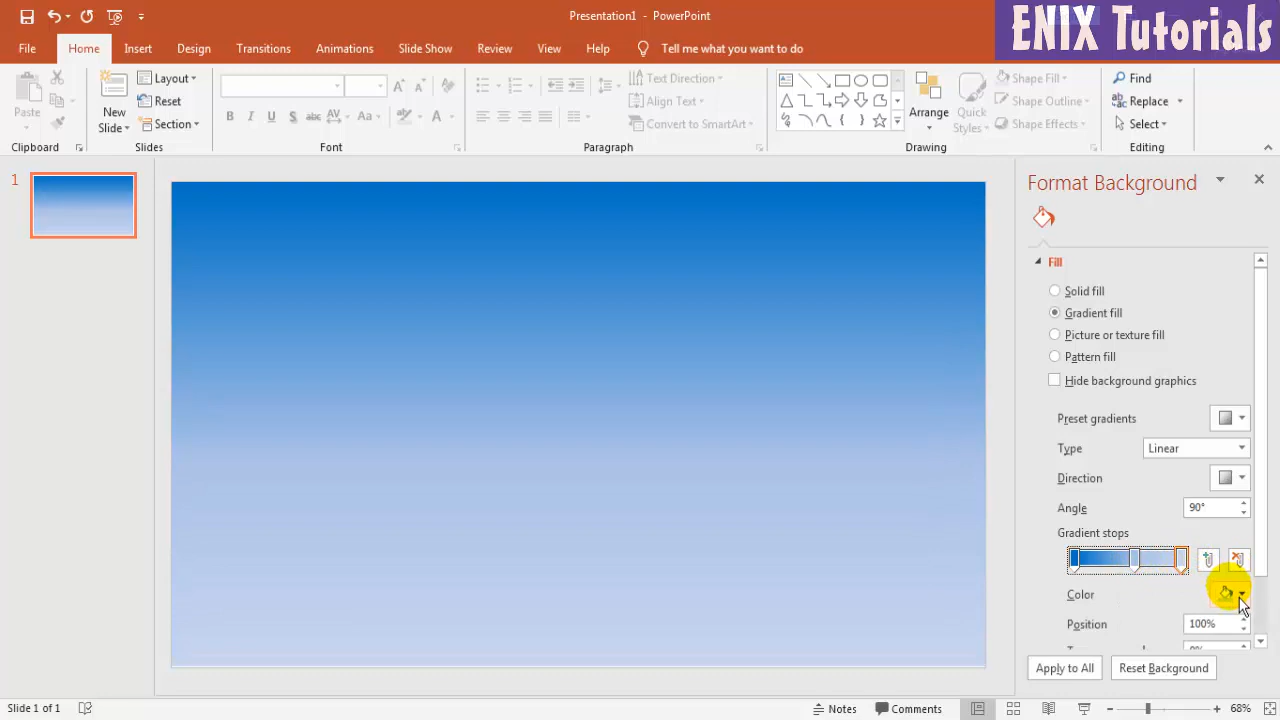 Presentation1 - PowerPoint
ENIX Tutorials
File Home Insert Design Transitions Animations Slide Show Review View Help Tell me what you want to do
Paste
New Slide
Layout
Reset
Section
Aa
Text Direction
Align Text
Convert to SmartArt
Arrange
Quick Styles
Shape Fill
Shape Outline
Shape Effects
Find
Replace
Select
Clipboard Slides Font Paragraph Drawing Editing
1
Format Background
Fill
Solid fill
Gradient fill
Picture or texture fill
Pattern fill
Hide background graphics
Preset gradients
Type Linear
Direction
Angle 90°
Gradient stops
Color
Position 100%
Apply to All Reset Background
Slide 1 of 1 Notes Comments 68%